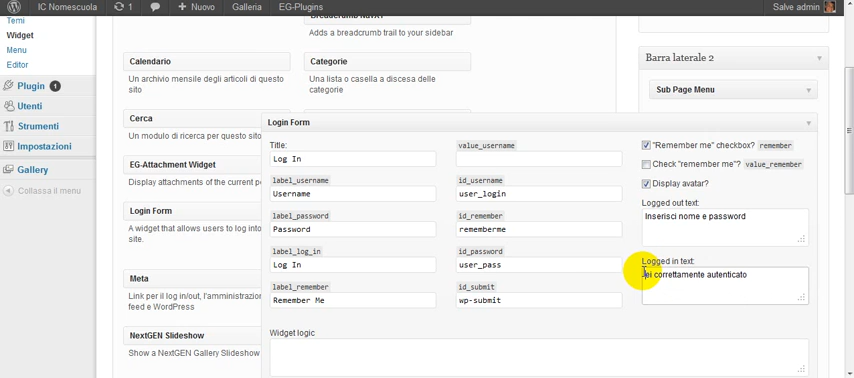 IC Nomescuola 1 Nuovo Galleria EG-Plugins Salve admin
Temi
Widget
Menu
Editor
Plugin 1
Utenti
Strumenti
Impostazioni
Gallery
Collassa il menu
Breadcrumb NavXT
Adds a breadcrumb trail to your sidebar
Calendario
Un archivio mensile degli articoli di questo
sito
Categorie
Una lista o casella a discesa delle
categorie
Cerca
Un modulo di ricerca per questo sito
EG-Attachment Widget
Display attachments of the current
Login Form
A widget that allows users to log into
site.
Meta
Link per il log in/out, l'amministrazione
feed e WordPress
NextGEN Slideshow
Show a NextGEN Gallery Slideshow
Barra laterale 2
Sub Page Menu
Login Form
Title:
Log In
label_username
Username
label_password
Password
label_log_in
Log In
label_remember
Remember Me
value_username
id_username
user_login
id_remember
rememberme
id_password
user_pass
id_submit
wp-submit
"Remember me" checkbox? remember
Check "remember me"? value_remember
Display avatar?
Logged out text:
Inserisci nome e password
Logged in text:
correttamente autenticato
Widget logic